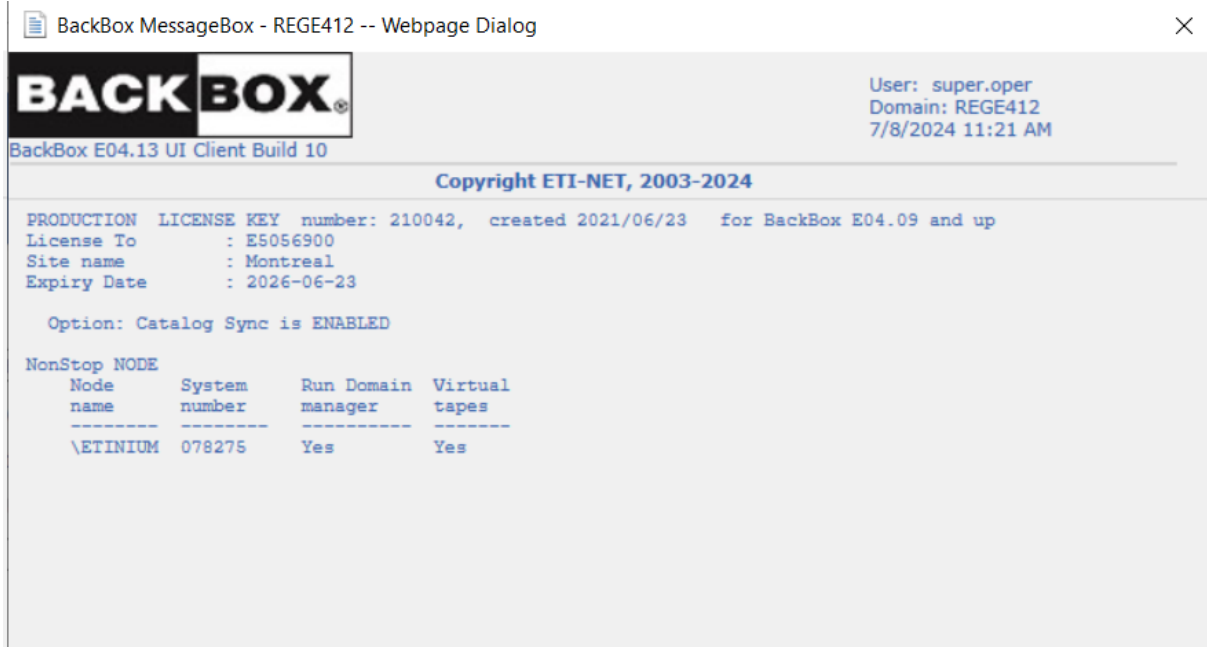 BackBox MessageBox - REGE412 -- Webpage Dialog
BACKBOX®
User: super.oper
Domain: REGE412
7/8/2024 11:21 AM
BackBox E04.13 UI Client Build 10
Copyright ETI-NET, 2003-2024
PRODUCTION LICENSE KEY number: 210042, created 2021/06/23 for BackBox E04.09 and up
License To : E5056900
Site name : Montreal
Expiry Date : 2026-06-23
Option: Catalog Sync is ENABLED
NonStop NODE
Node System Run Domain Virtual
name number manager tapes
-------- -------- ---------- -------
\ETINIUM 078275 Yes Yes